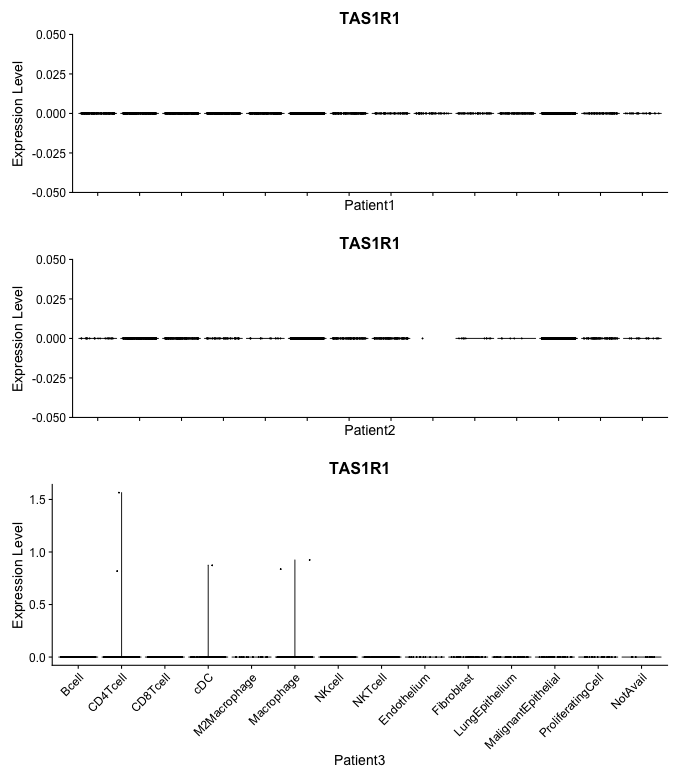 TAS1R1
0.050
0.025
0.000
-0.025
-0.050
Expression Level
Patient1
TAS1R1
0.050
0.025
0.000
-0.025
-0.050
Expression Level
Patient2
TAS1R1
1.5
1.0
0.5
0.0
Expression Level
Bcell
CD4Tcell
CD8Tcell
cDC
M2Macrophage
Macrophage
NKcell
NKTcell
Endothelium
Fibroblast
LungEpithelium
MalignantEpithelial
ProliferatingCell
NotAvail
Patient3